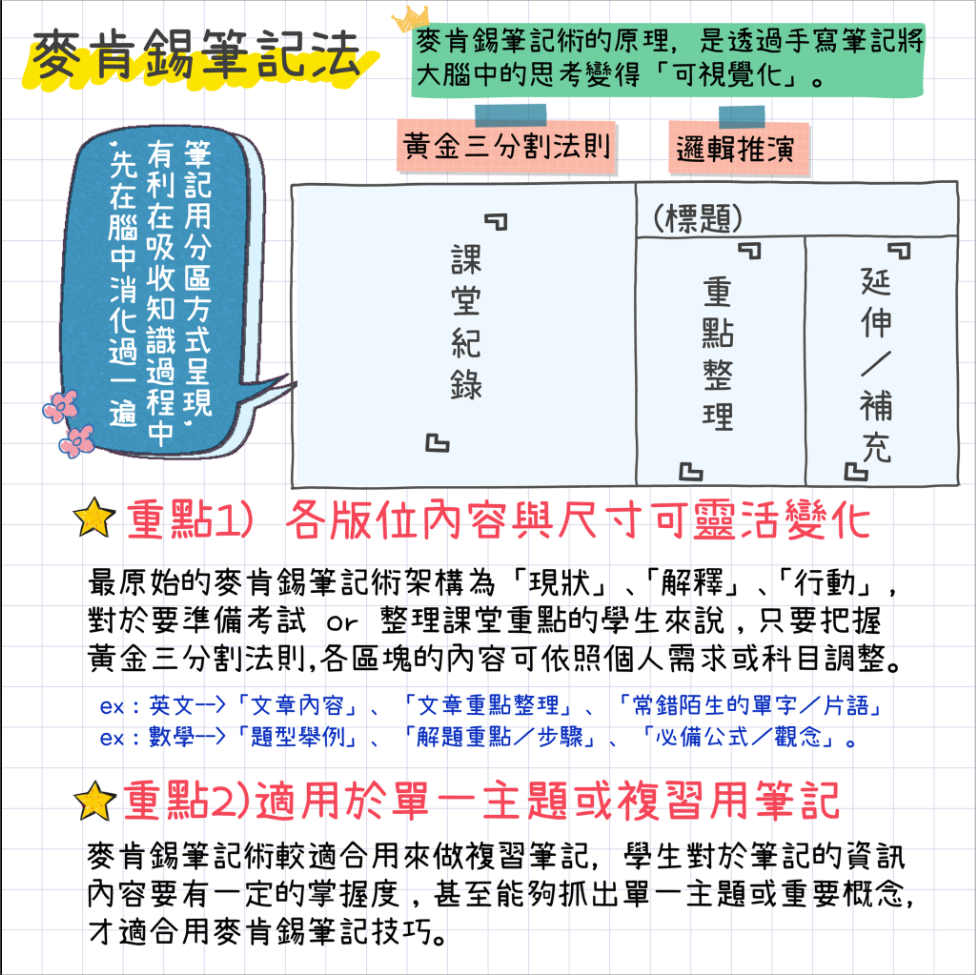 麥肯錫筆記法
麥肯錫筆記術的原理，是透過手寫筆記將
大腦中的思考變得「可視覺化」。
黃金三分割法則
邏輯推演
筆記用分區方式呈現，
有利在吸收知識過程中
，先在腦中消化過一遍
『課堂紀錄』
(標題)
『重點整理』
『延伸／補充』
重點1) 各版位內容與尺寸可靈活變化
最原始的麥肯錫筆記術架構為「現狀」、「解釋」、「行動」，
對於要準備考試 or 整理課堂重點的學生來說，只要把握
黃金三分割法則,各區塊的內容可依照個人需求或科目調整。
ex：英文-->「文章內容」、「文章重點整理」、「常錯陌生的單字／片語」
ex：數學-->「題型舉例」、「解題重點／步驟」、「必備公式／觀念」。
重點2)適用於單一主題或複習用筆記
麥肯錫筆記術較適合用來做複習筆記，學生對於筆記的資訊
內容要有一定的掌握度，甚至能夠抓出單一主題或重要概念，
才適合用麥肯錫筆記技巧。